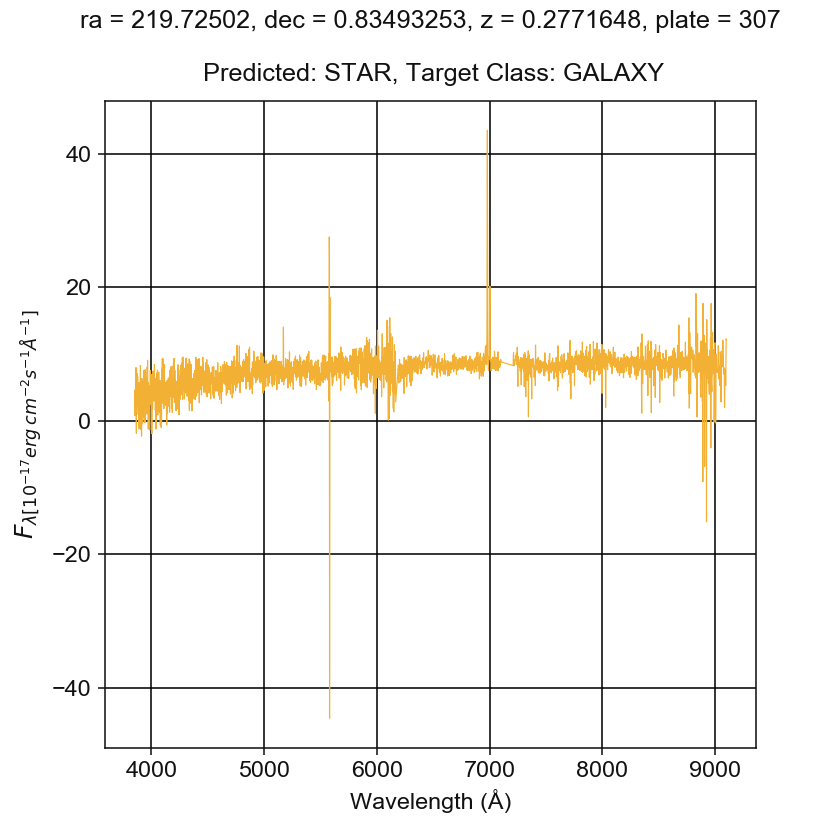 ra = 219.72502, dec = 0.83493253, z = 0.2771648, plate = 307
Predicted: STAR, Target Class: GALAXY
40
20
0
−20
−40
F_{λ[10^{−17}erg cm^{−2}s^{−1}Å^{−1}]}
4000 5000 6000 7000 8000 9000
Wavelength (Å)